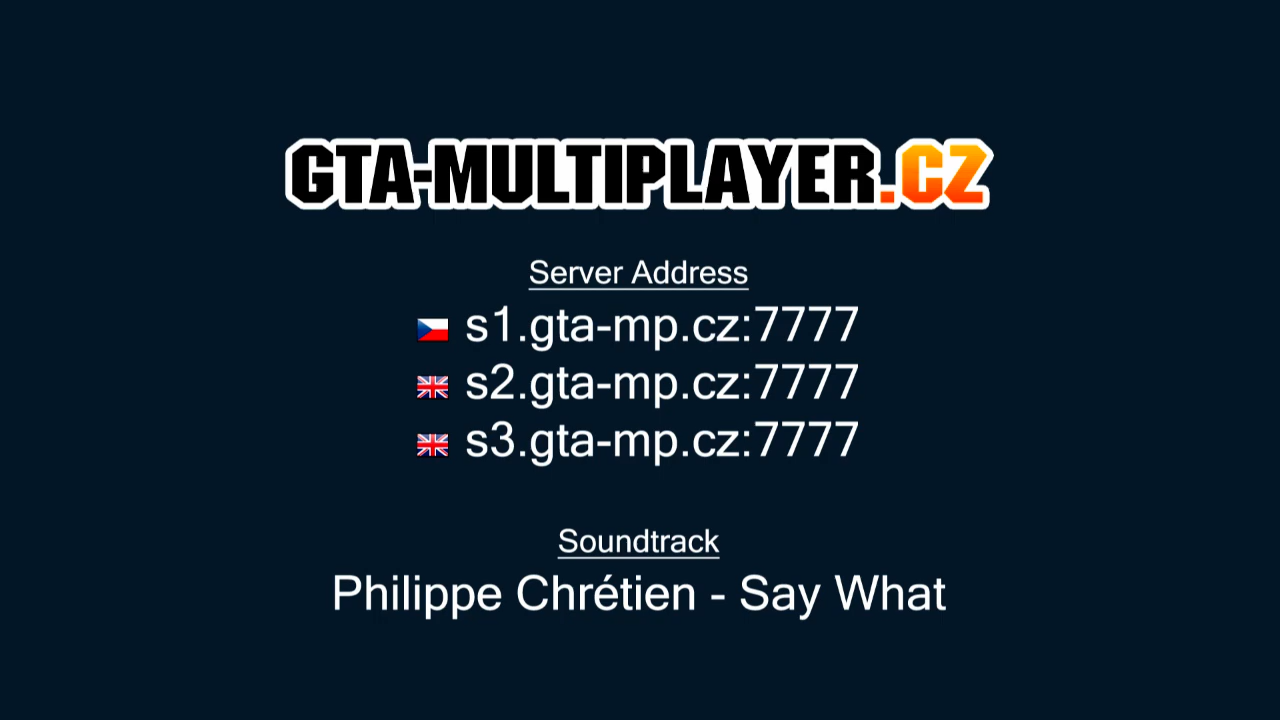 GTA-MULTIPLAYER.CZ
Server Address
s1.gta-mp.cz:7777
s2.gta-mp.cz:7777
s3.gta-mp.cz:7777
Soundtrack
Philippe Chrétien - Say What